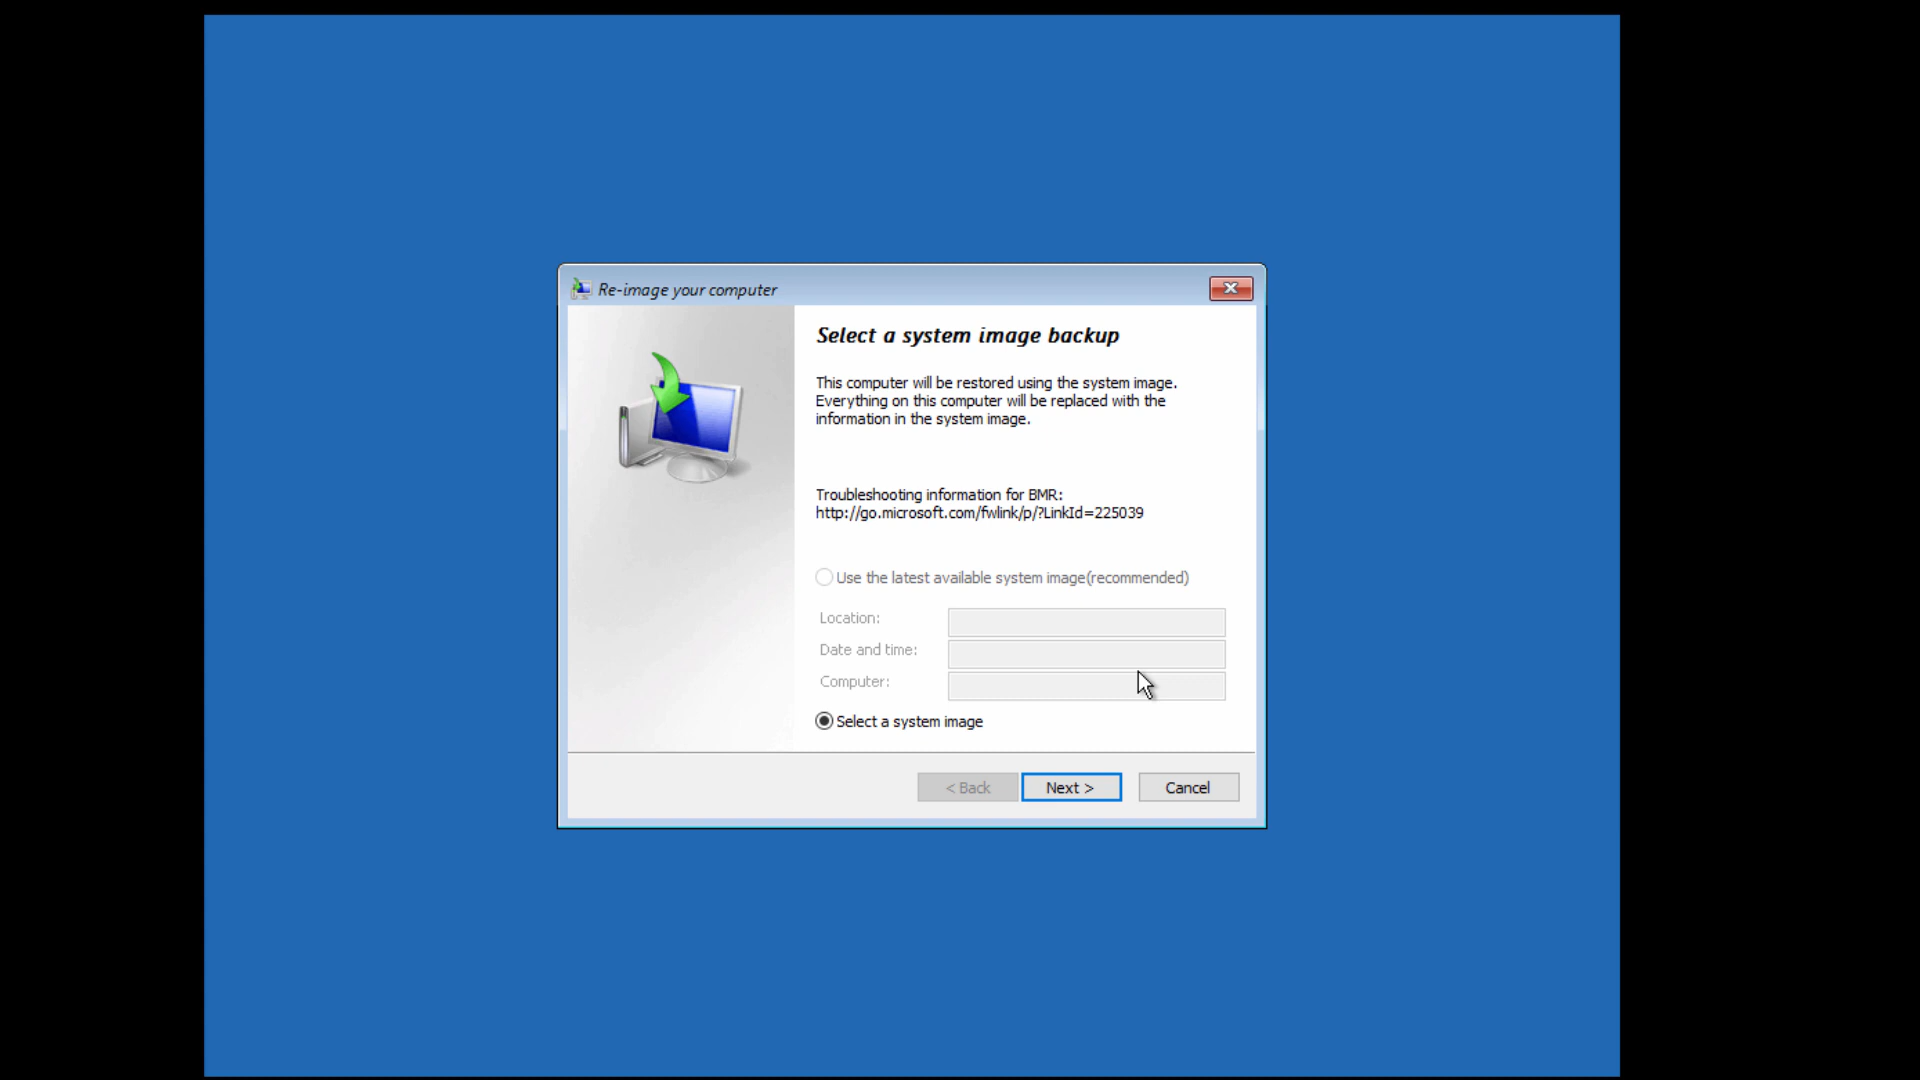 Re-image your computer
Select a system image backup
This computer will be restored using the system image.
Everything on this computer will be replaced with the
information in the system image.
Troubleshooting information for BMR:
http://go.microsoft.com/fwlink/p/?LinkId=225039
Use the latest available system image(recommended)
Location:
Date and time:
Computer:
Select a system image
< Back
Next >
Cancel